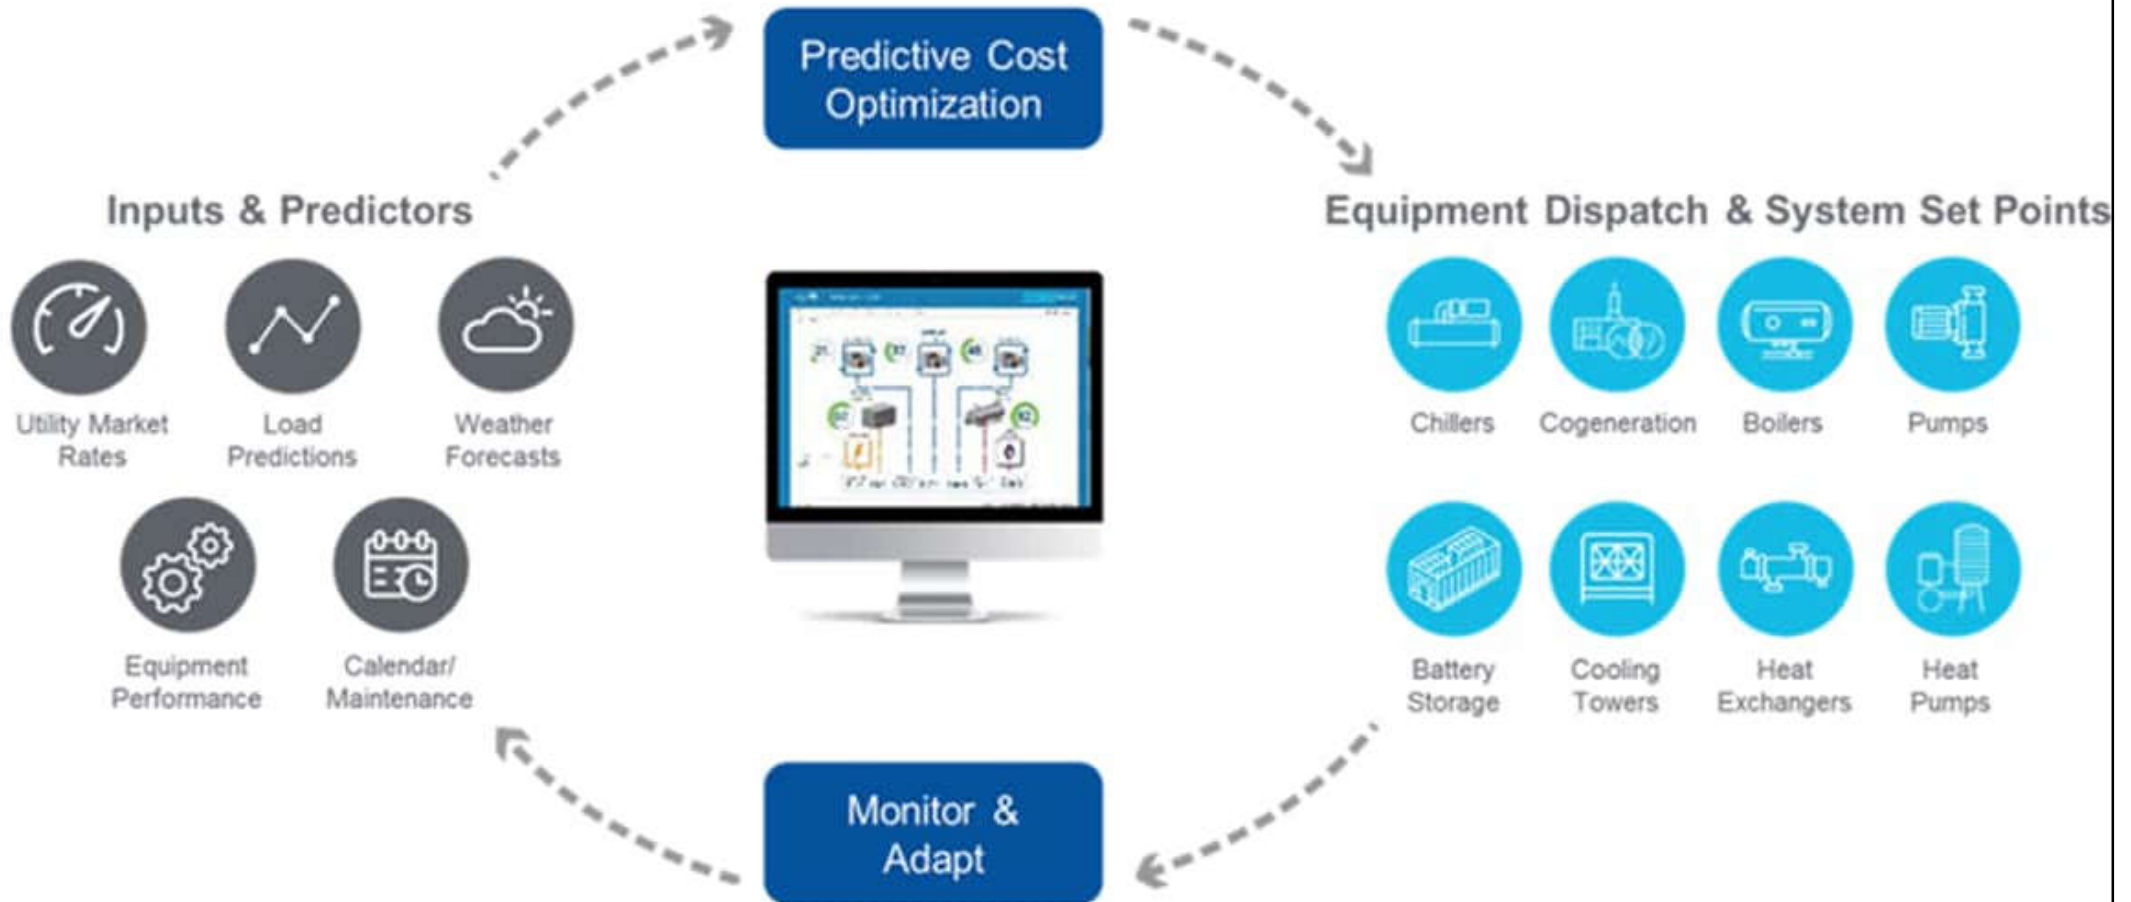 Predictive Cost
Optimization
Inputs & Predictors
Utility Market
Rates
Load
Predictions
Weather
Forecasts
Equipment
Performance
Calendar/
Maintenance
Equipment Dispatch & System Set Points
Chillers
Cogeneration
Boilers
Pumps
Battery
Storage
Cooling
Towers
Heat
Exchangers
Heat
Pumps
Monitor &
Adapt